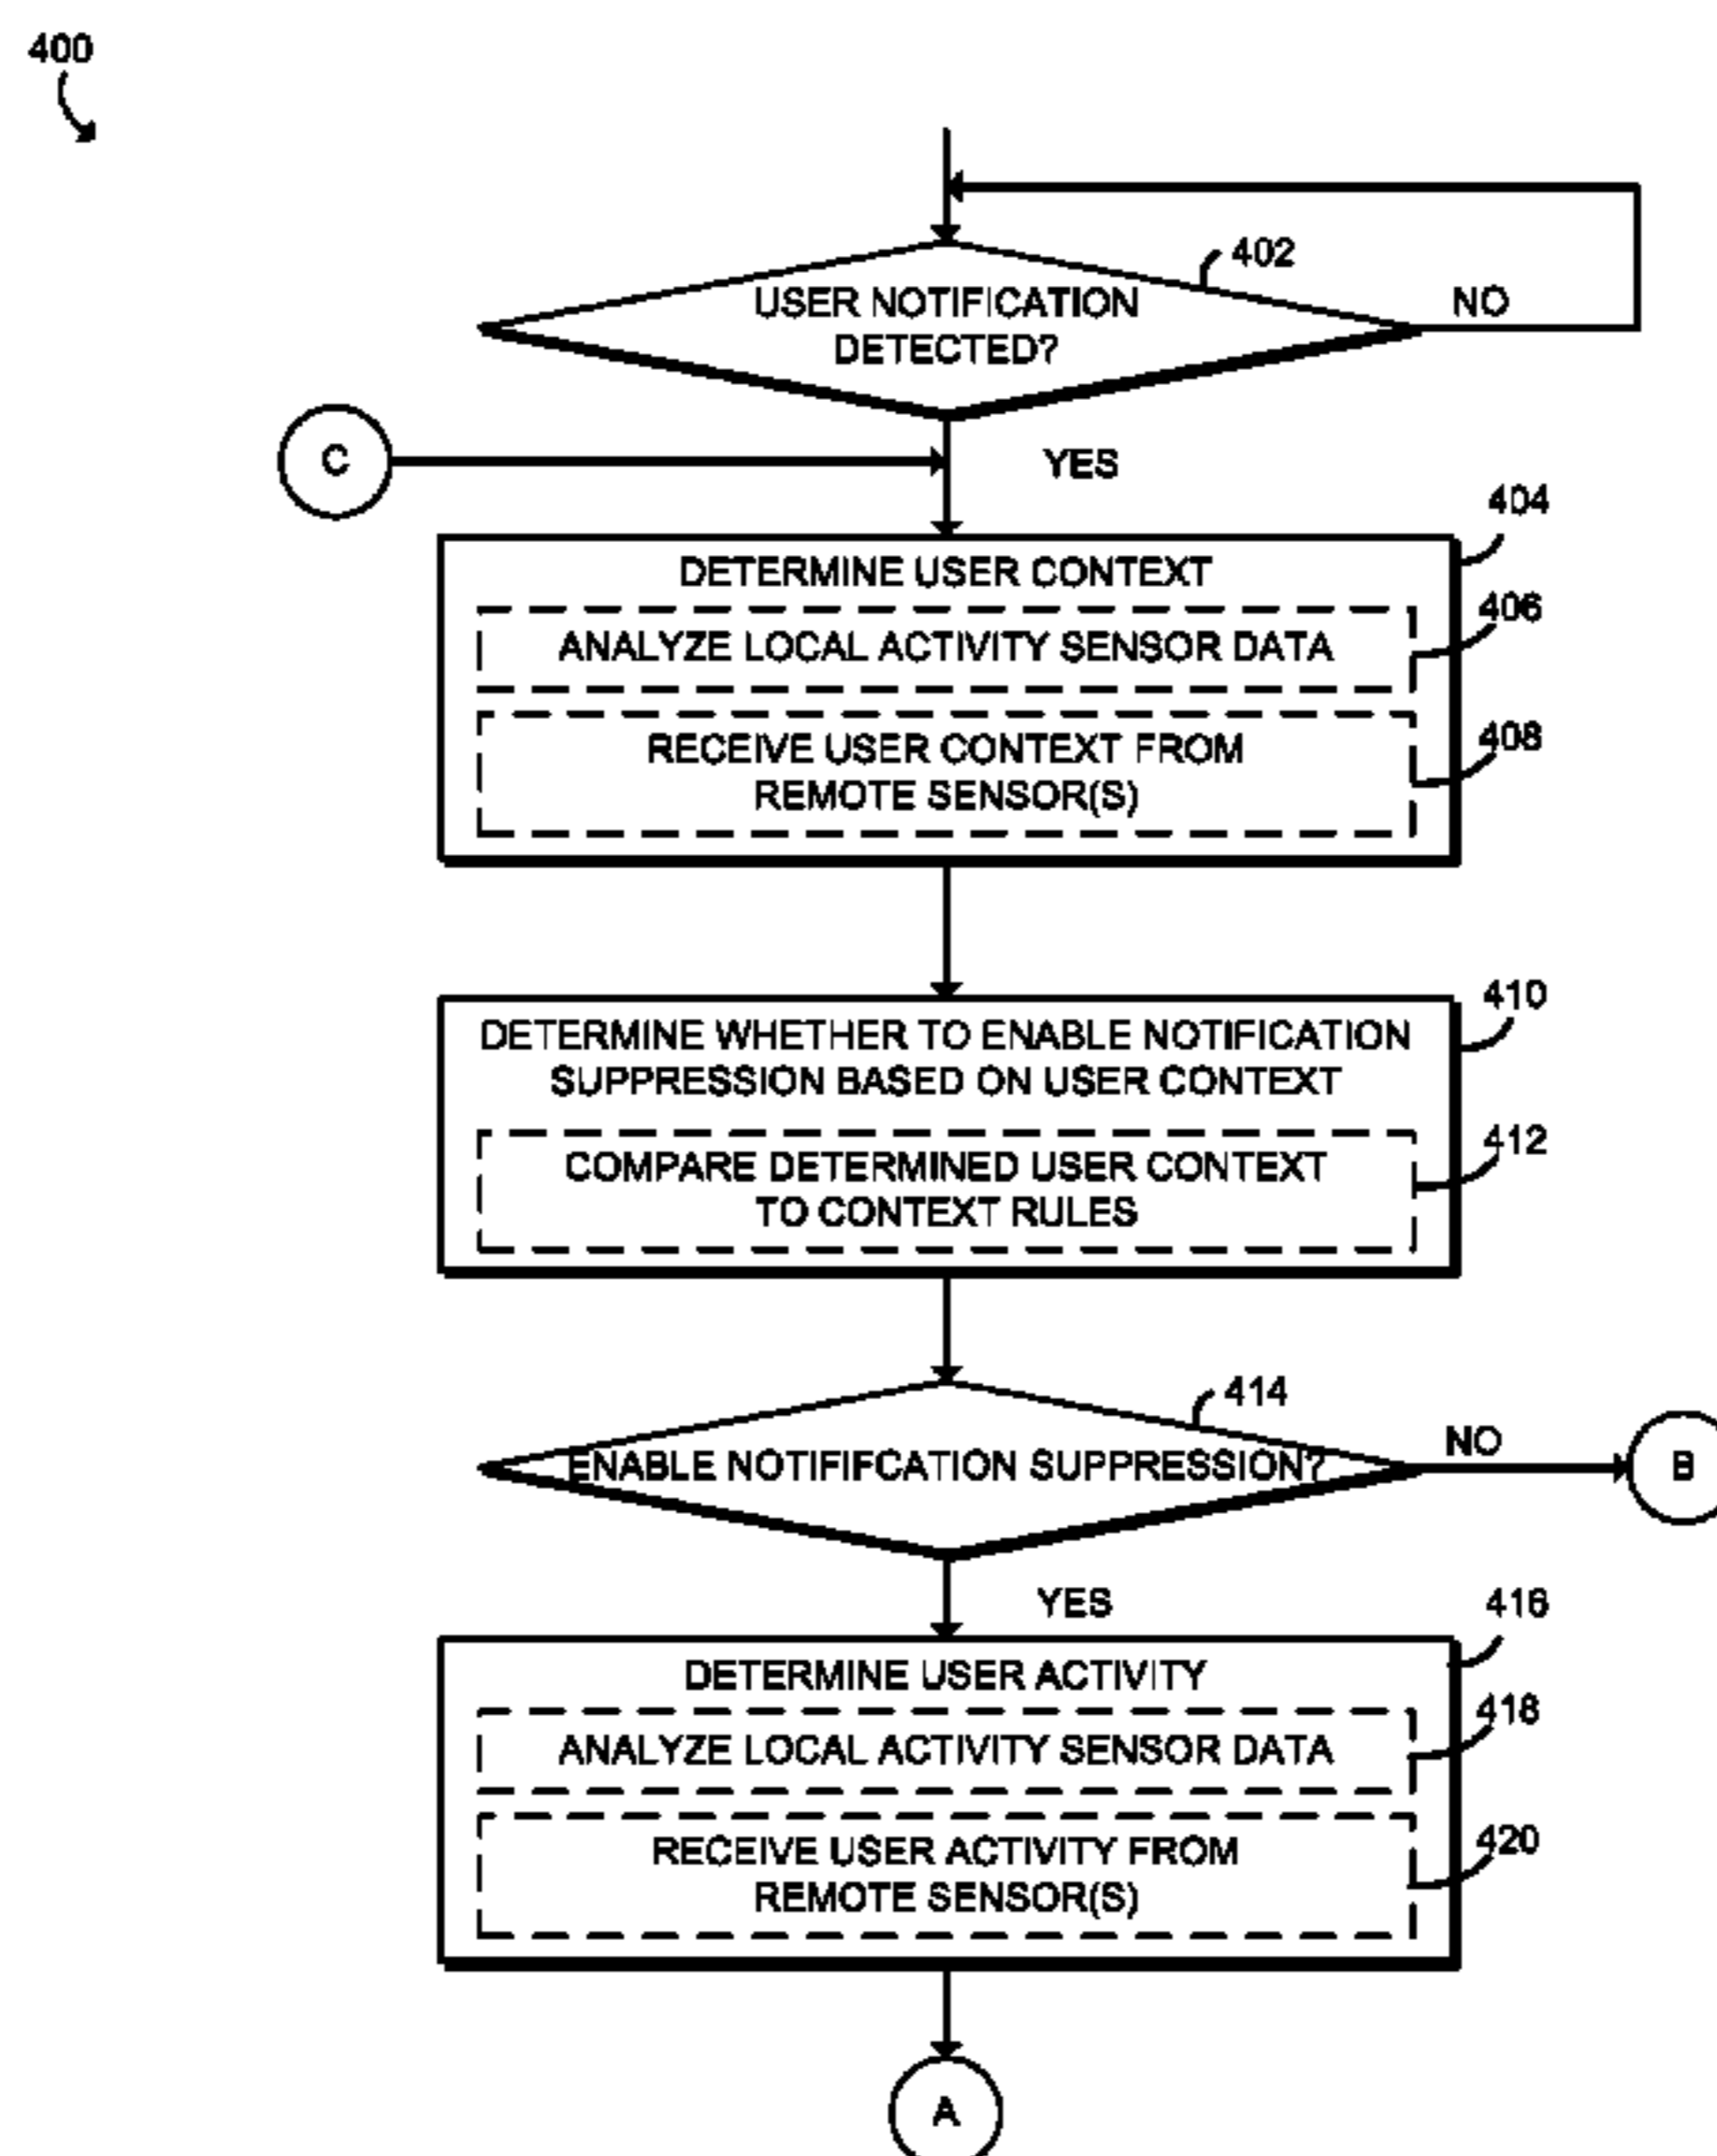 400
402
USER NOTIFICATION
DETECTED?
NO
C
YES
404
DETERMINE USER CONTEXT
406
ANALYZE LOCAL ACTIVITY SENSOR DATA
408
RECEIVE USER CONTEXT FROM
REMOTE SENSOR(S)
410
DETERMINE WHETHER TO ENABLE NOTIFICATION
SUPPRESSION BASED ON USER CONTEXT
412
COMPARE DETERMINED USER CONTEXT
TO CONTEXT RULES
414
ENABLE NOTIFIFCATION SUPPRESSION?
NO
B
YES
416
DETERMINE USER ACTIVITY
418
ANALYZE LOCAL ACTIVITY SENSOR DATA
420
RECEIVE USER ACTIVITY FROM
REMOTE SENSOR(S)
A